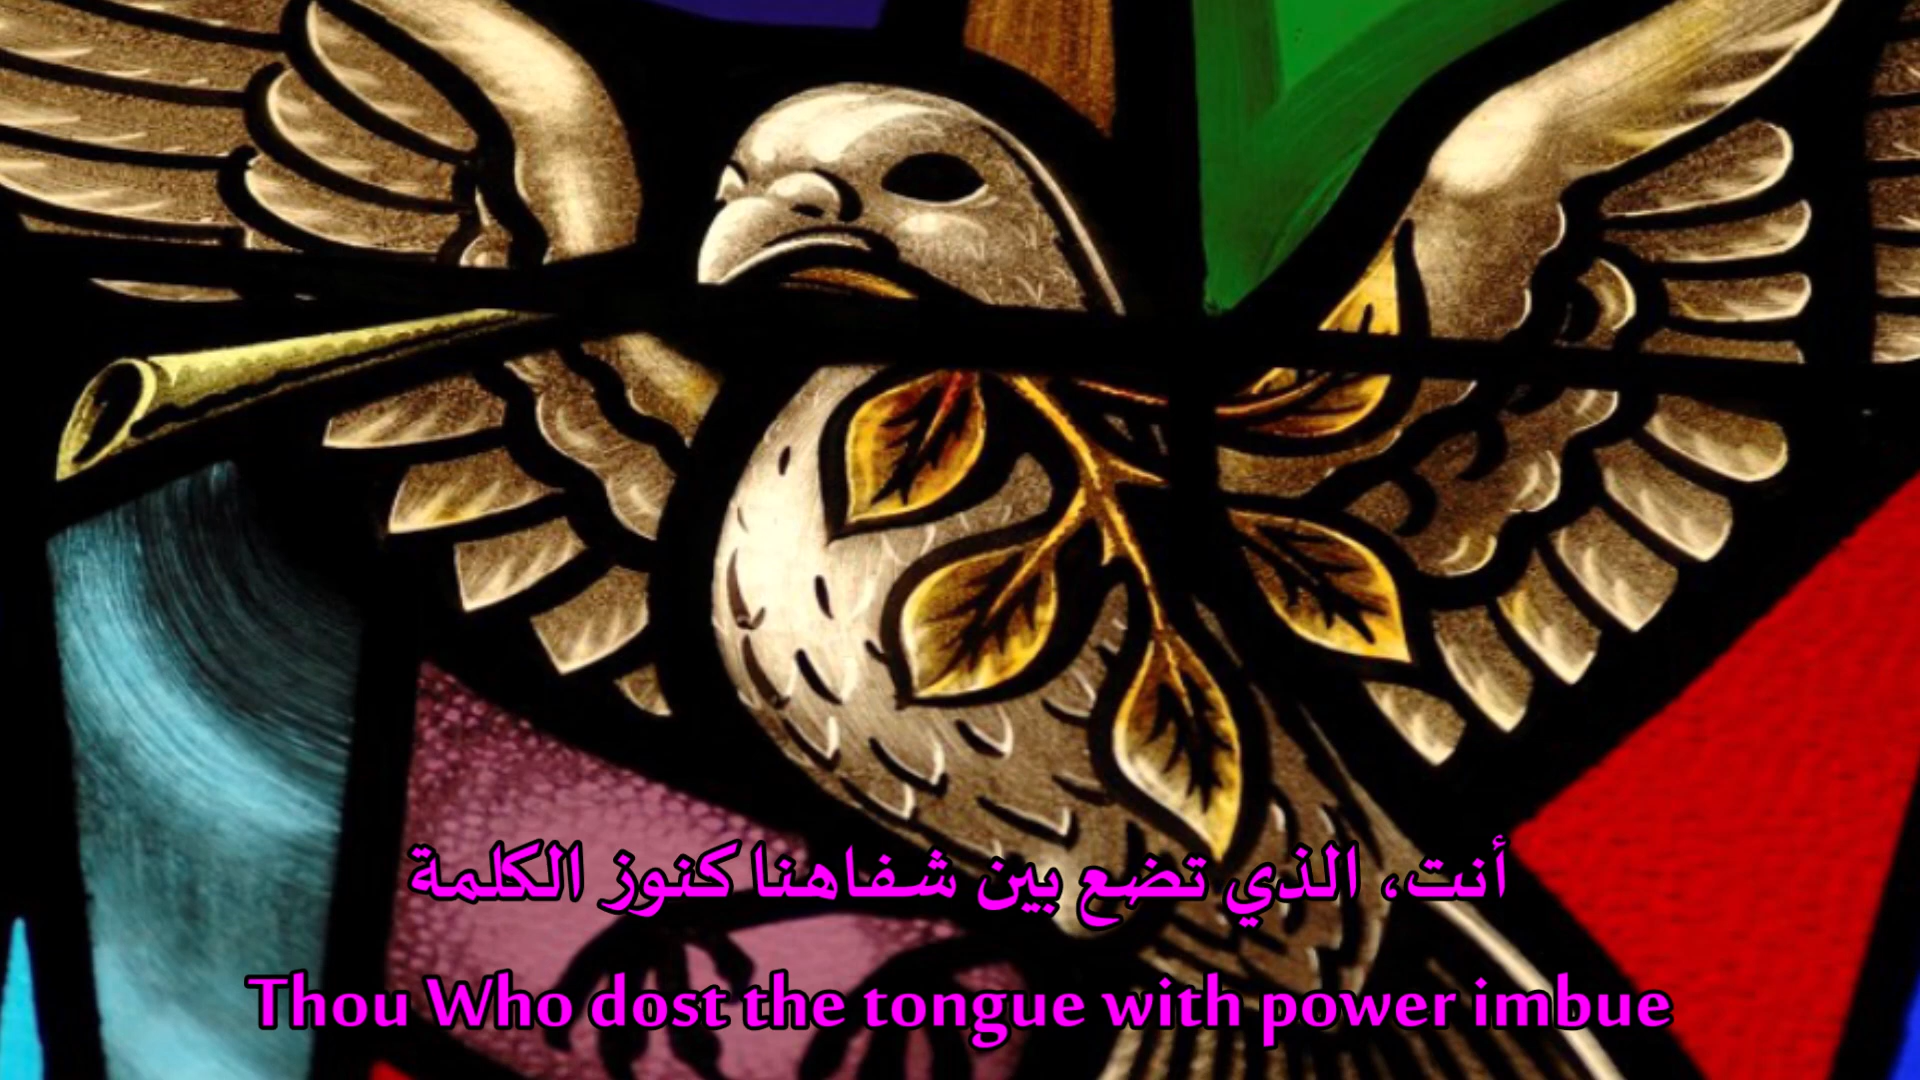 أنت، الذي تضع بين شفاهنا كنوز الكلمة
Thou Who dost the tongue with power imbue